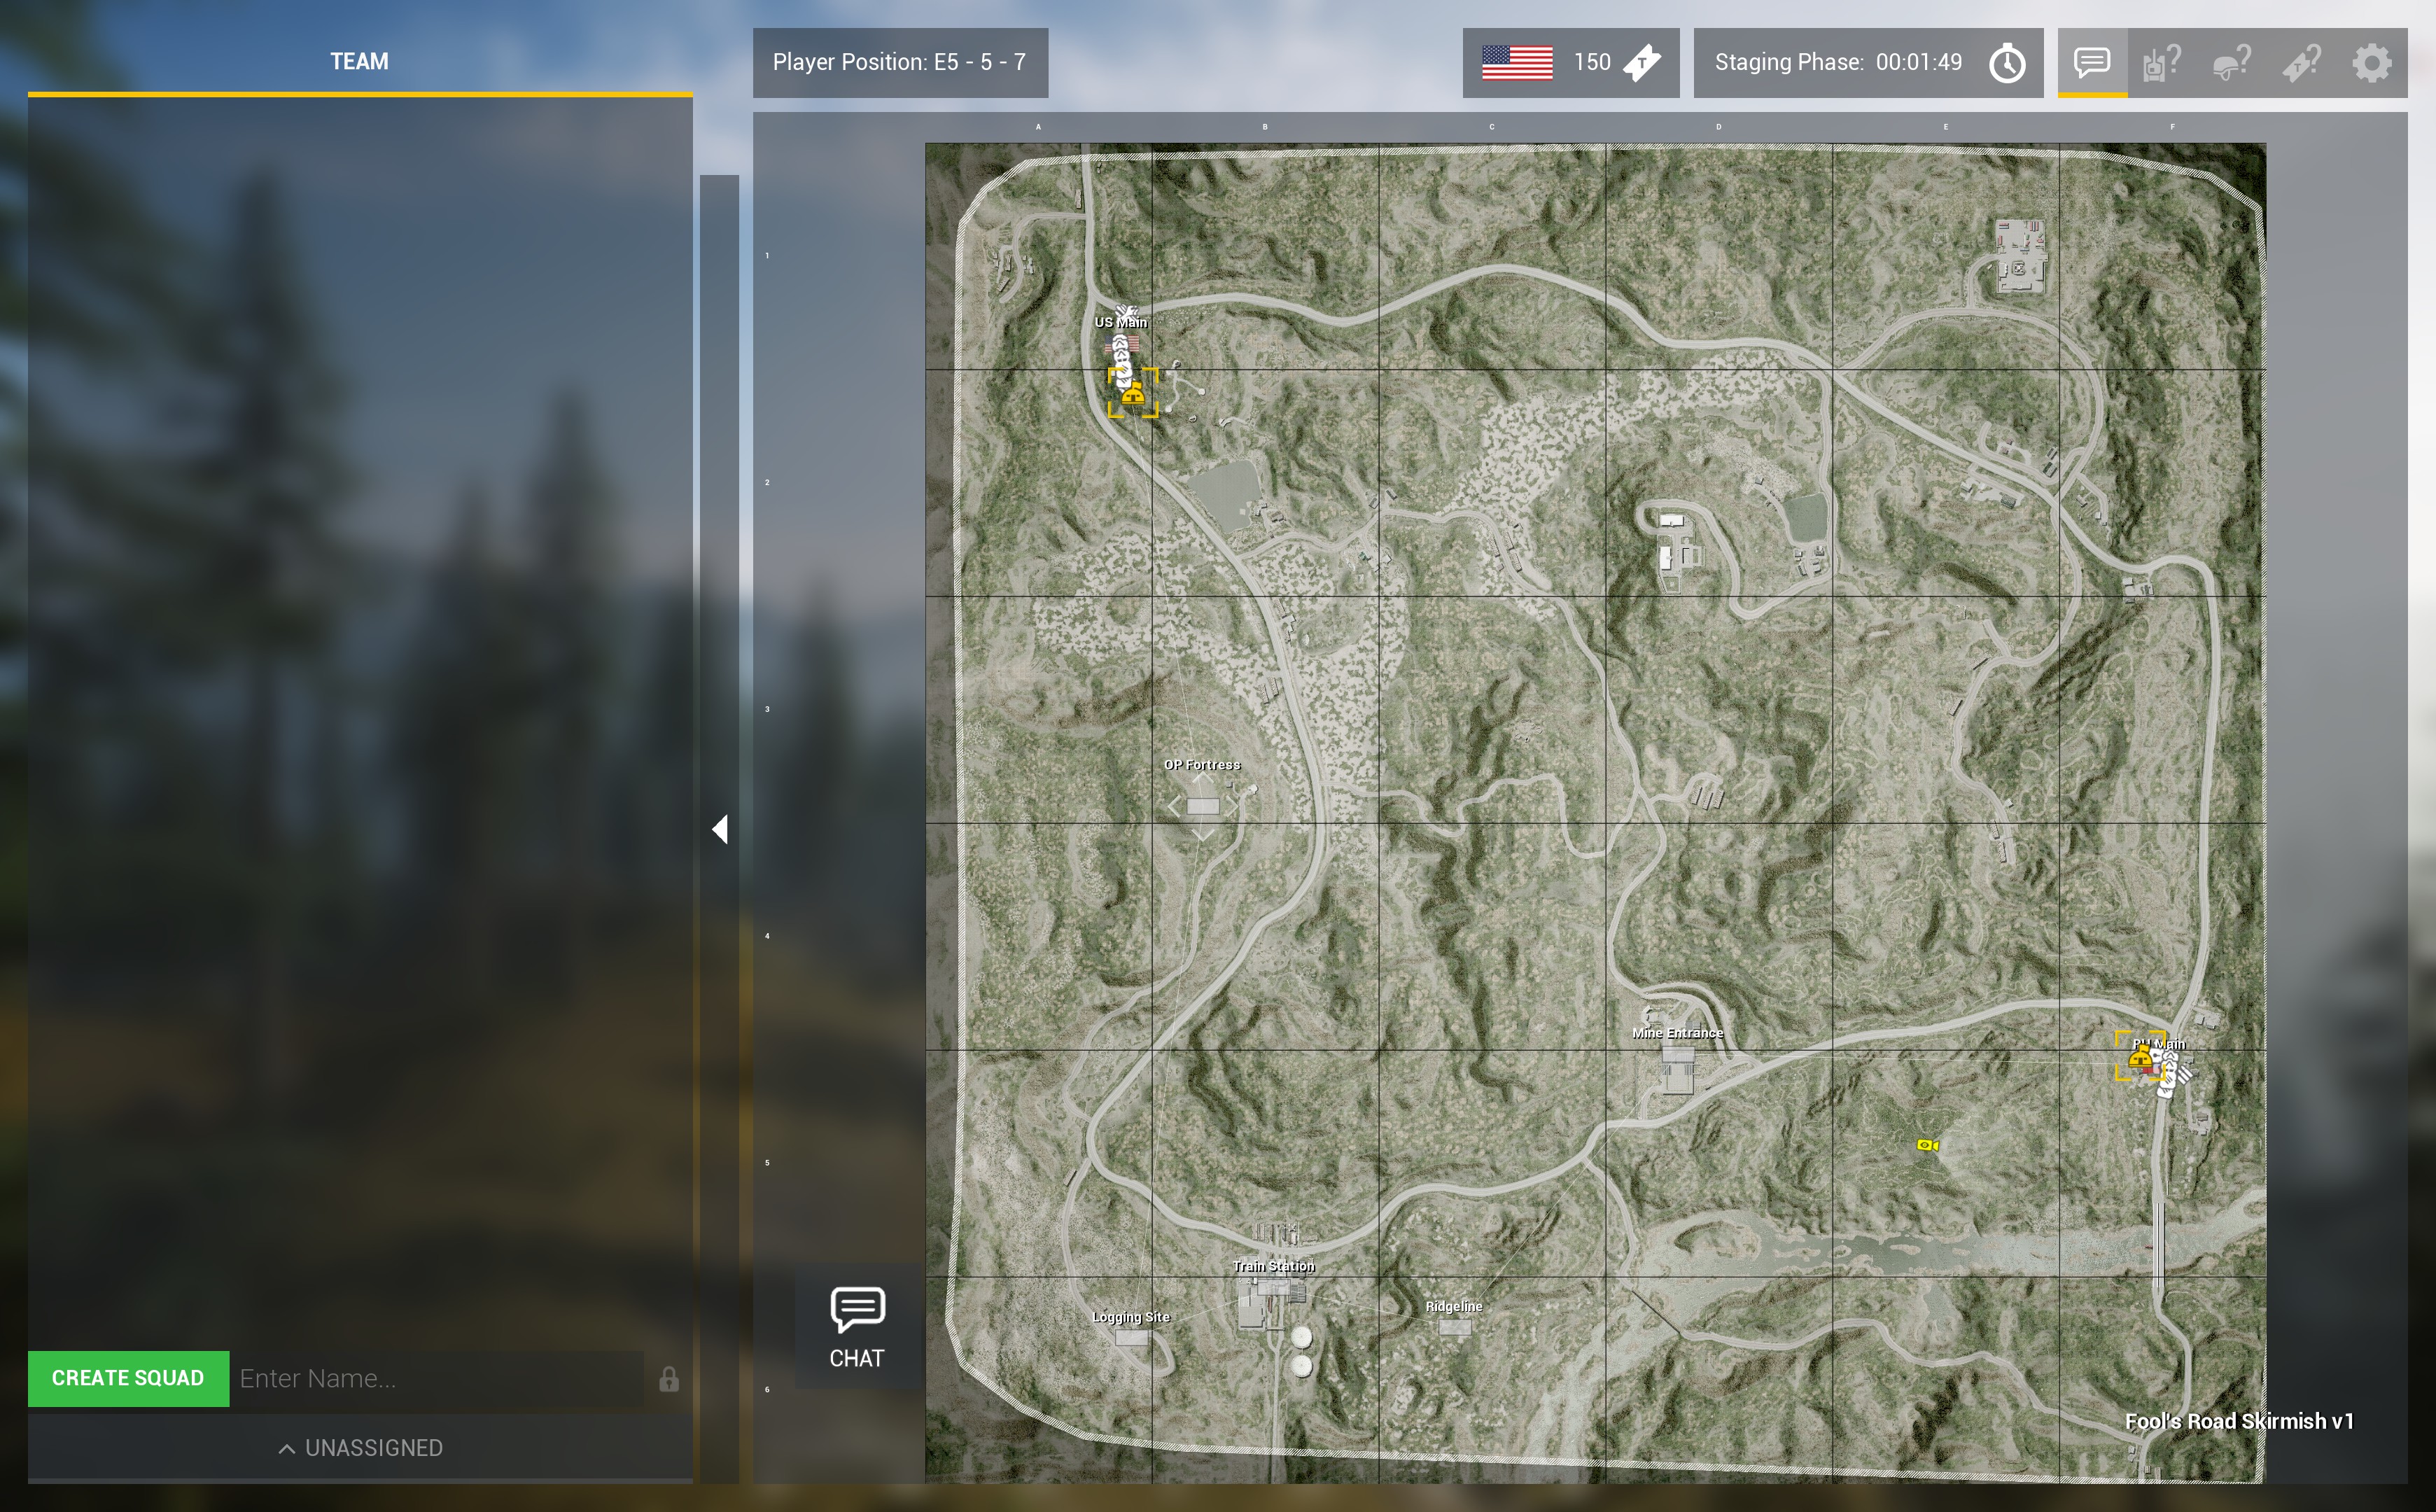 TEAM
Player Position: E5 - 5 - 7
150
T
Staging Phase: 00:01:49
?
?
T?
A
B
C
D
E
F
1
US Main
2
3
OP Fortress
4
Mine Entrance
RU Main
5
Train Station
Ridgeline
Logging Site
CHAT
CREATE SQUAD
Enter Name...
6
Fool's Road Skirmish v1
UNASSIGNED